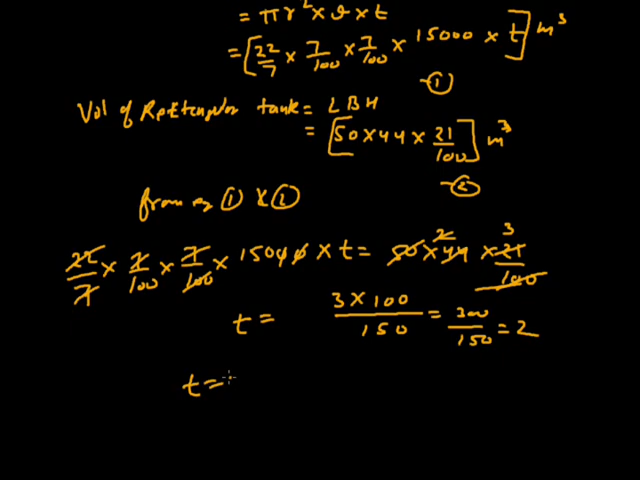 = πr² × v × t
= [22/7 × 7/100 × 7/100 × 15000 × t] m³
①
Vol of Rectangular tank = LBH
= [50 × 44 × 21/100] m³
②
from eq ① & ②
22/7 × 7/100 × 7/100 × 15000 × t = 50 × 44 2 × 21 3/100
t = 3 × 100/150 = 300/150 = 2
t =